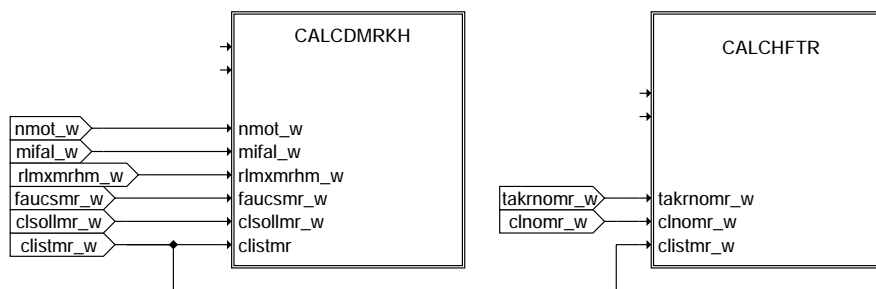 CALCDMRKH
nmot_w
nmot_w
mifal_w
mifal_w
rlmxmrhm_w
rlmxmrhm_w
faucsmr_w
faucsmr_w
clsollmr_w
clsollmr_w
clistmr_w
clistmr
CALCHFTR
takrnomr_w
takrnomr_w
clnomr_w
clnomr_w
clistmr_w